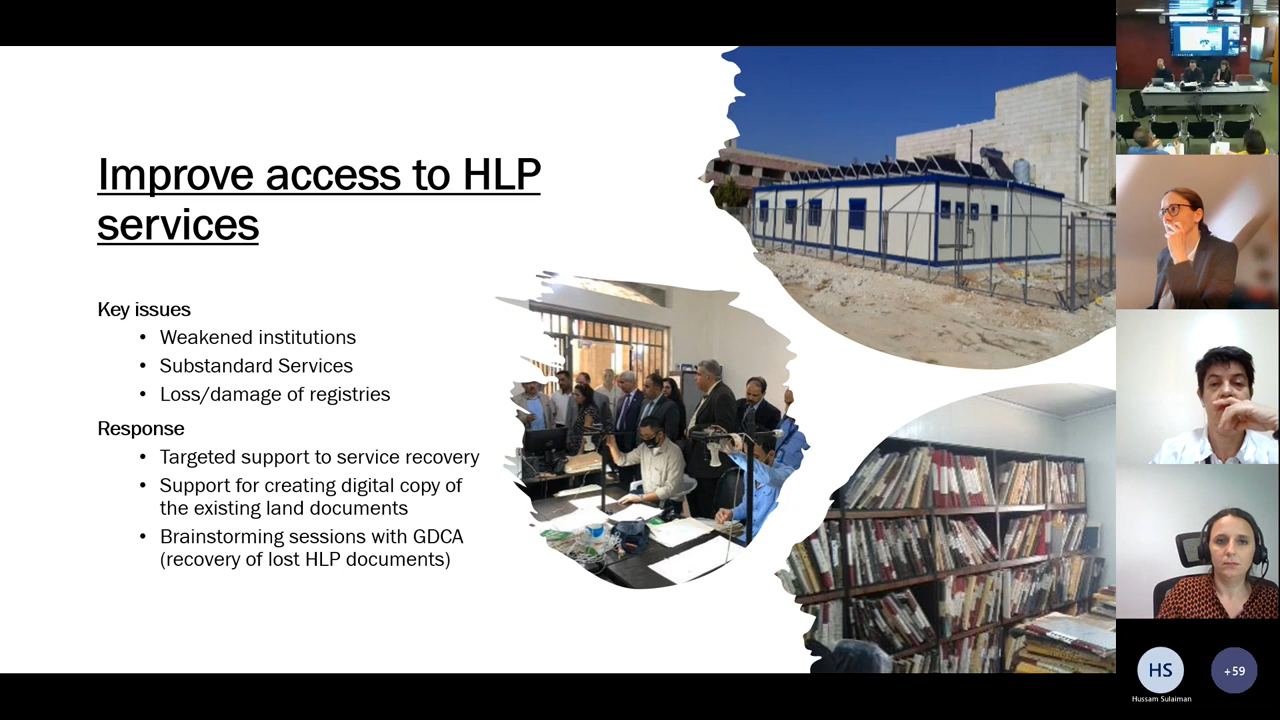 Improve access to HLP
services
Key issues
• Weakened institutions
• Substandard Services
• Loss/damage of registries
Response
• Targeted support to service recovery
• Support for creating digital copy of
the existing land documents
• Brainstorming sessions with GDCA
(recovery of lost HLP documents)
HS
+59
Hussam Sulaiman